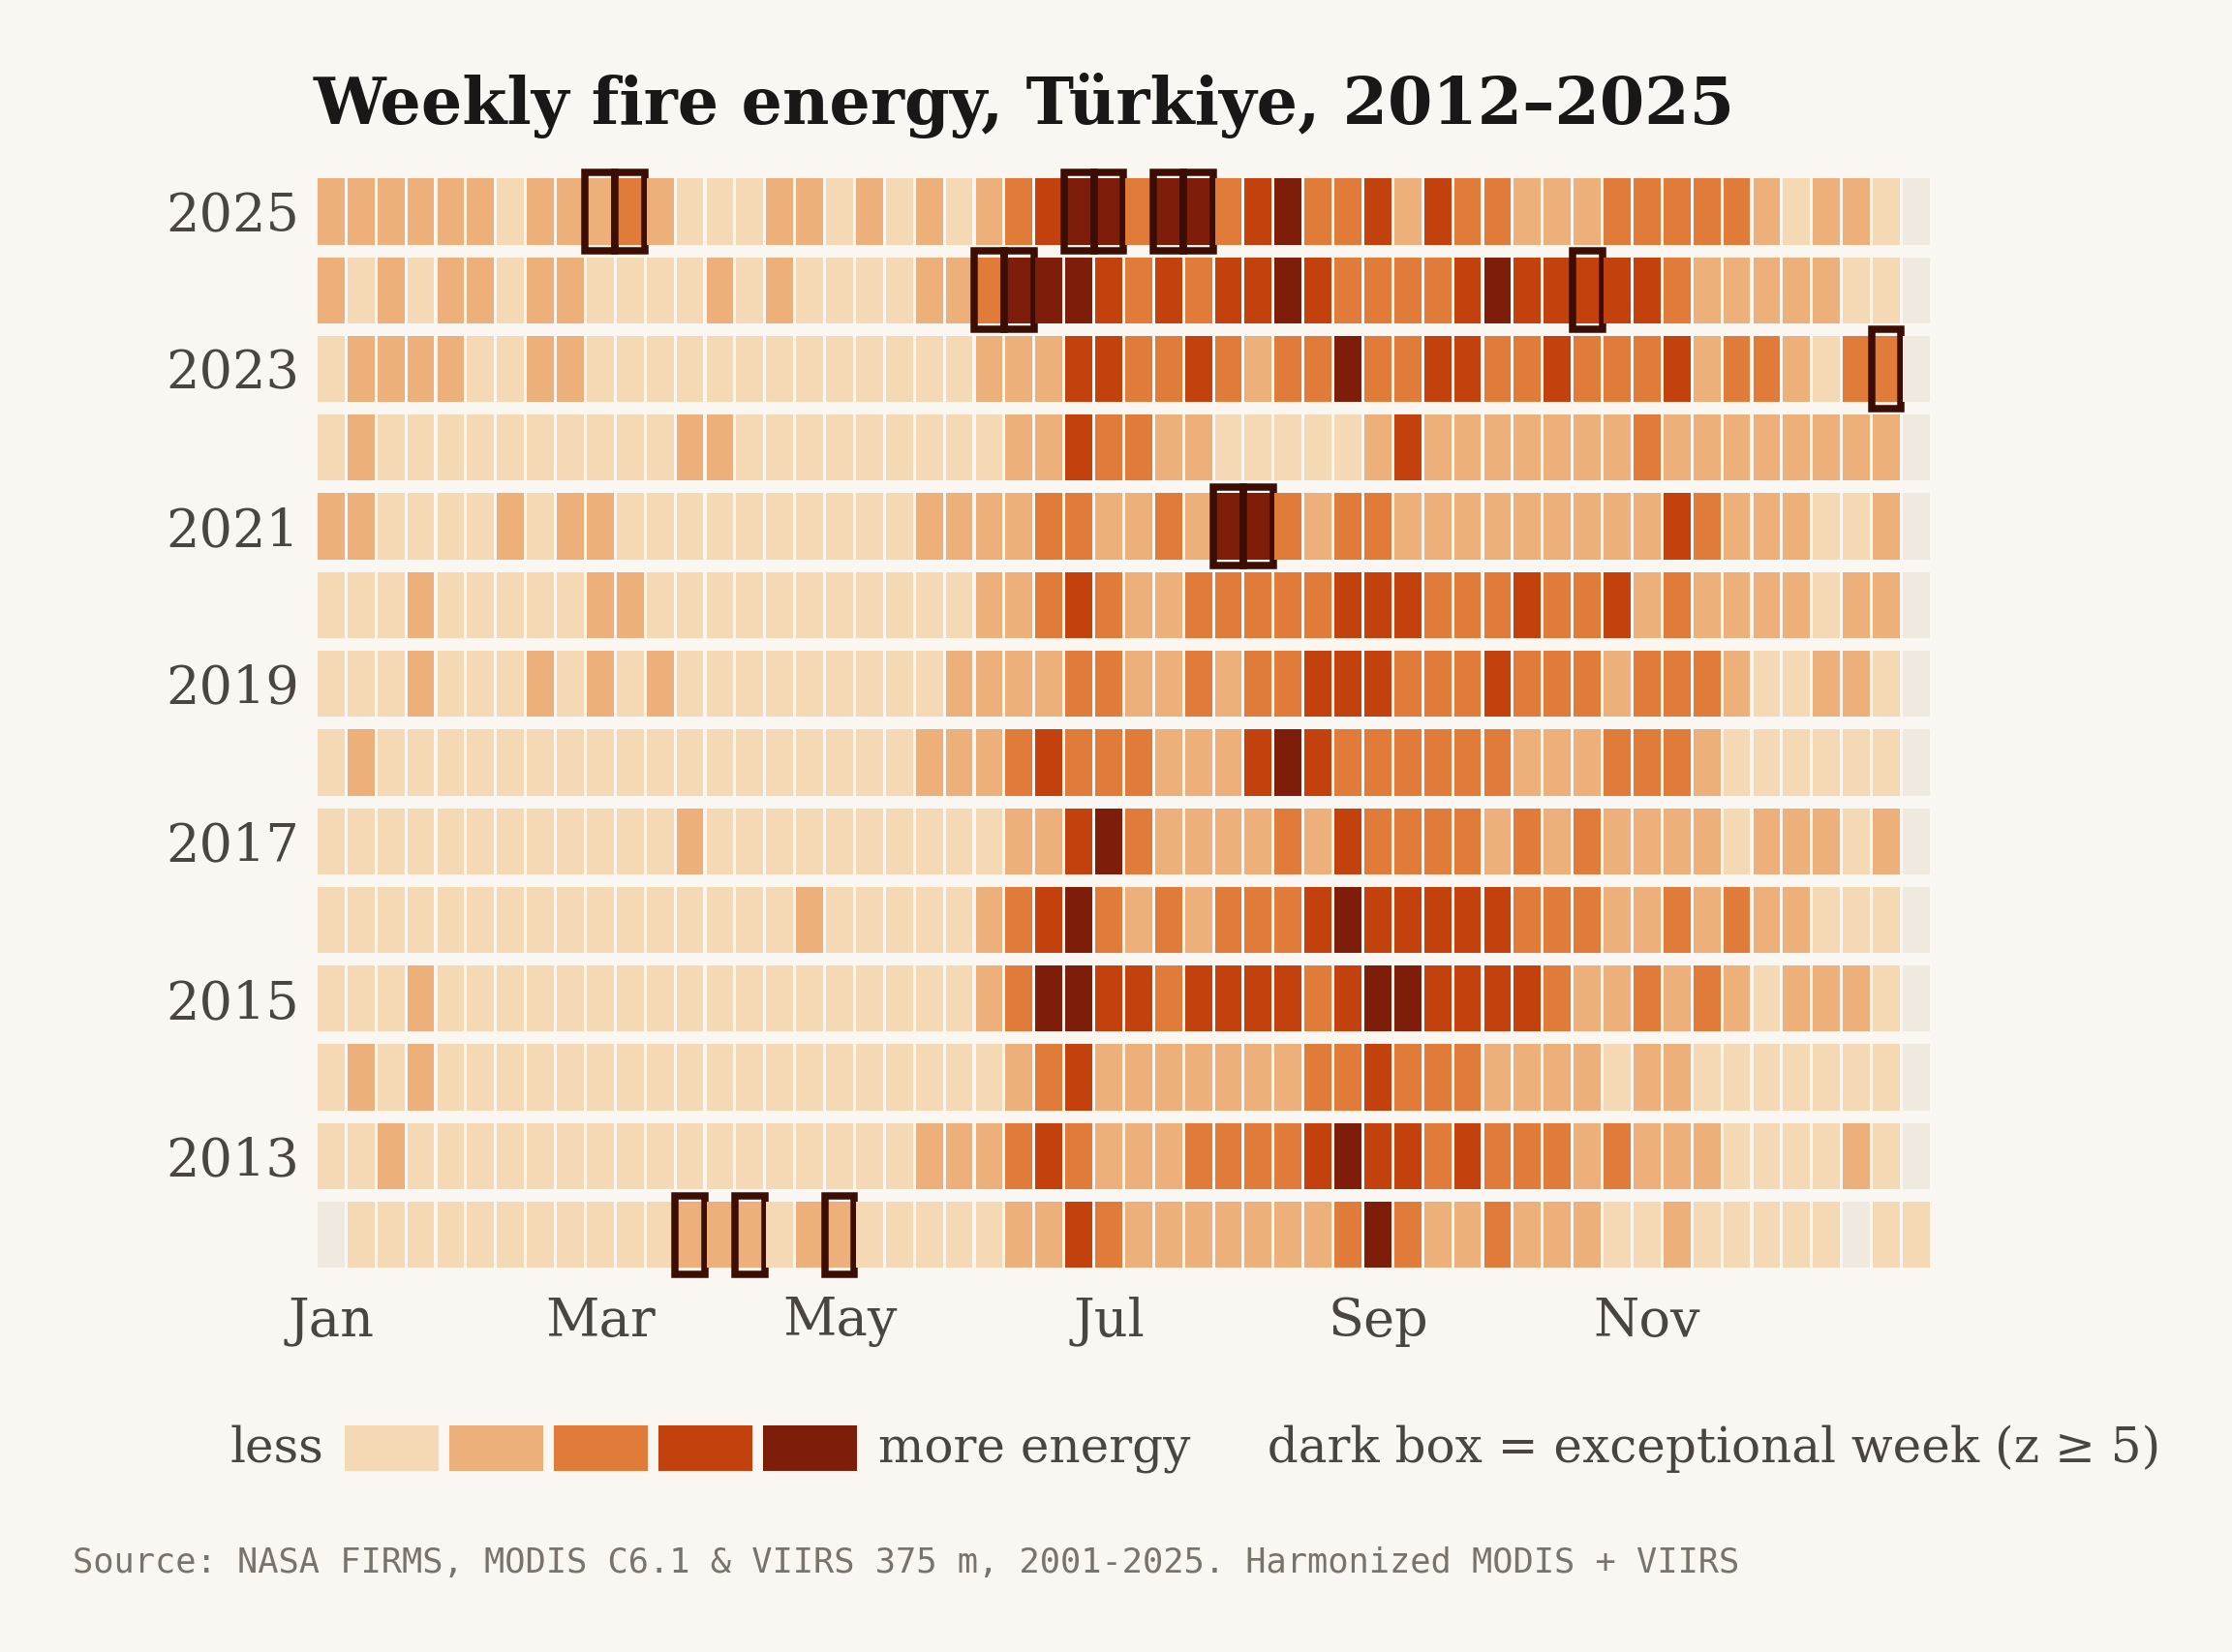 Weekly fire energy, Türkiye, 2012–2025
2025
2023
2021
2019
2017
2015
2013
Jan Mar May Jul Sep Nov
less more energy dark box = exceptional week (z ≥ 5)
Source: NASA FIRMS, MODIS C6.1 & VIIRS 375 m, 2001-2025. Harmonized MODIS + VIIRS